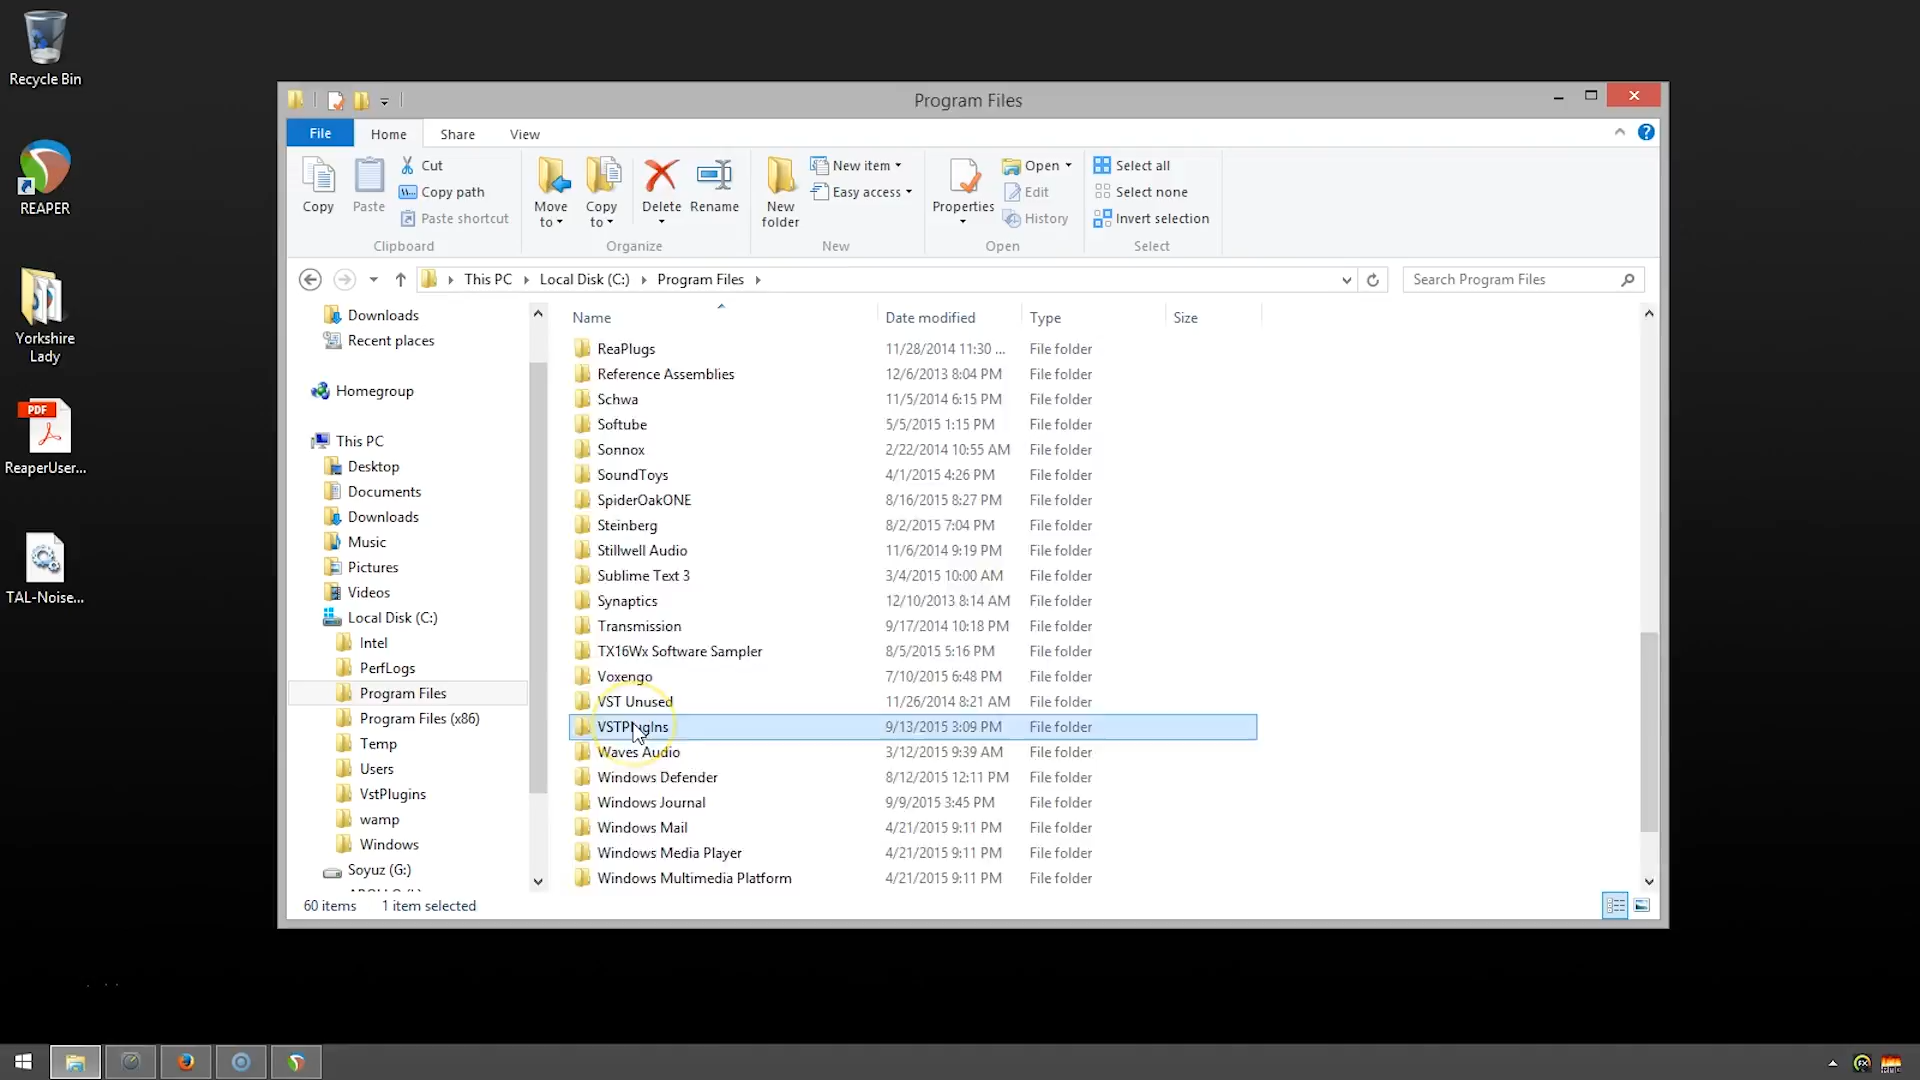 Recycle Bin
REAPER
Yorkshire
Lady
PDF
ReaperUser...
TAL-Noise...
Program Files
File
Home
Share
View
Copy
Paste
Cut
Copy path
Paste shortcut
Clipboard
Move
to
Copy
to
Delete
Rename
Organize
New
folder
New item
Easy access
New
Properties
Open
Edit
History
Open
Select all
Select none
Invert selection
Select
This PC
Local Disk (C:)
Program Files
Search Program Files
Downloads
Recent places
Homegroup
This PC
Desktop
Documents
Downloads
Music
Pictures
Videos
Local Disk (C:)
Intel
PerfLogs
Program Files
Program Files (x86)
Temp
Users
VstPlugins
wamp
Windows
Soyuz (G:)
Name Date modified Type Size
ReaPlugs 11/28/2014 11:30 ... File folder
Reference Assemblies 12/6/2013 8:04 PM File folder
Schwa 11/5/2014 6:15 PM File folder
Softube 5/5/2015 1:15 PM File folder
Sonnox 2/22/2014 10:55 AM File folder
SoundToys 4/1/2015 4:26 PM File folder
SpiderOakONE 8/16/2015 8:27 PM File folder
Steinberg 8/2/2015 7:04 PM File folder
Stillwell Audio 11/6/2014 9:19 PM File folder
Sublime Text 3 3/4/2015 10:00 AM File folder
Synaptics 12/10/2013 8:14 AM File folder
Transmission 9/17/2014 10:18 PM File folder
TX16Wx Software Sampler 8/5/2015 5:16 PM File folder
Voxengo 7/10/2015 6:48 PM File folder
VST Unused 11/26/2014 8:21 AM File folder
VSTPlugIns 9/13/2015 3:09 PM File folder
Waves Audio 3/12/2015 9:39 AM File folder
Windows Defender 8/12/2015 12:11 PM File folder
Windows Journal 9/9/2015 3:45 PM File folder
Windows Mail 4/21/2015 9:11 PM File folder
Windows Media Player 4/21/2015 9:11 PM File folder
Windows Multimedia Platform 4/21/2015 9:11 PM File folder
60 items 1 item selected